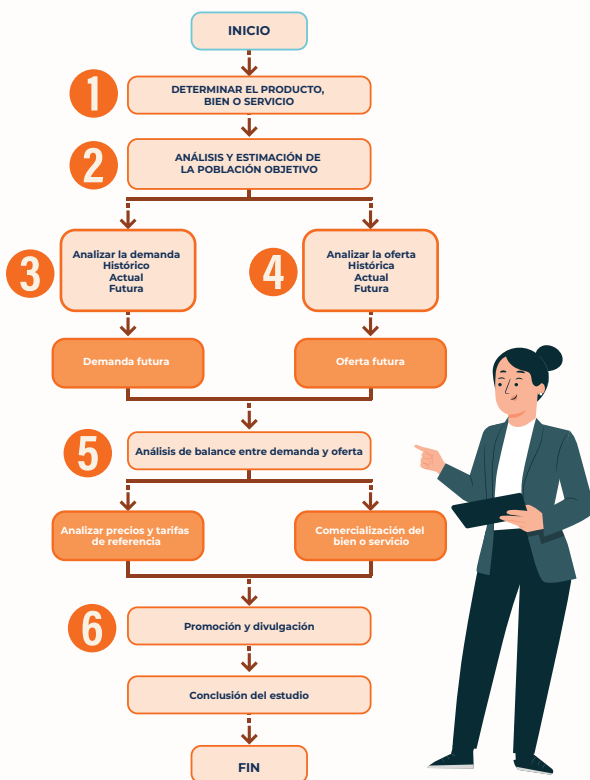 INICIO
1
DETERMINAR EL PRODUCTO,
BIEN O SERVICIO
2
ANÁLISIS Y ESTIMACIÓN DE
LA POBLACIÓN OBJETIVO
3
Analizar la demanda
Histórico
Actual
Futura
4
Analizar la oferta
Histórica
Actual
Futura
Demanda futura
Oferta futura
5
Análisis de balance entre demanda y oferta
Analizar precios y tarifas
de referencia
Comercialización del
bien o servicio
6
Promoción y divulgación
Conclusión del estudio
FIN